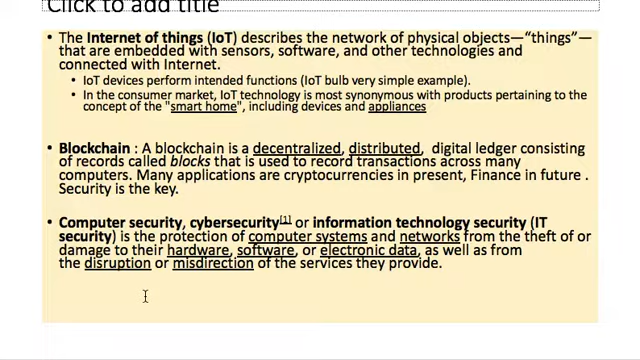 Click to add title
• The Internet of things (IoT) describes the network of physical objects—“things”—
that are embedded with sensors, software, and other technologies and
connected with Internet.
• IoT devices perform intended functions (IoT bulb very simple example).
• In the consumer market, IoT technology is most synonymous with products pertaining to the
concept of the "smart home", including devices and appliances
• Blockchain : A blockchain is a decentralized, distributed, digital ledger consisting
of records called blocks that is used to record transactions across many
computers. Many applications are cryptocurrencies in present, Finance in future .
Security is the key.
• Computer security, cybersecurity[1] or information technology security (IT
security) is the protection of computer systems and networks from the theft of or
damage to their hardware, software, or electronic data, as well as from
the disruption or misdirection of the services they provide.